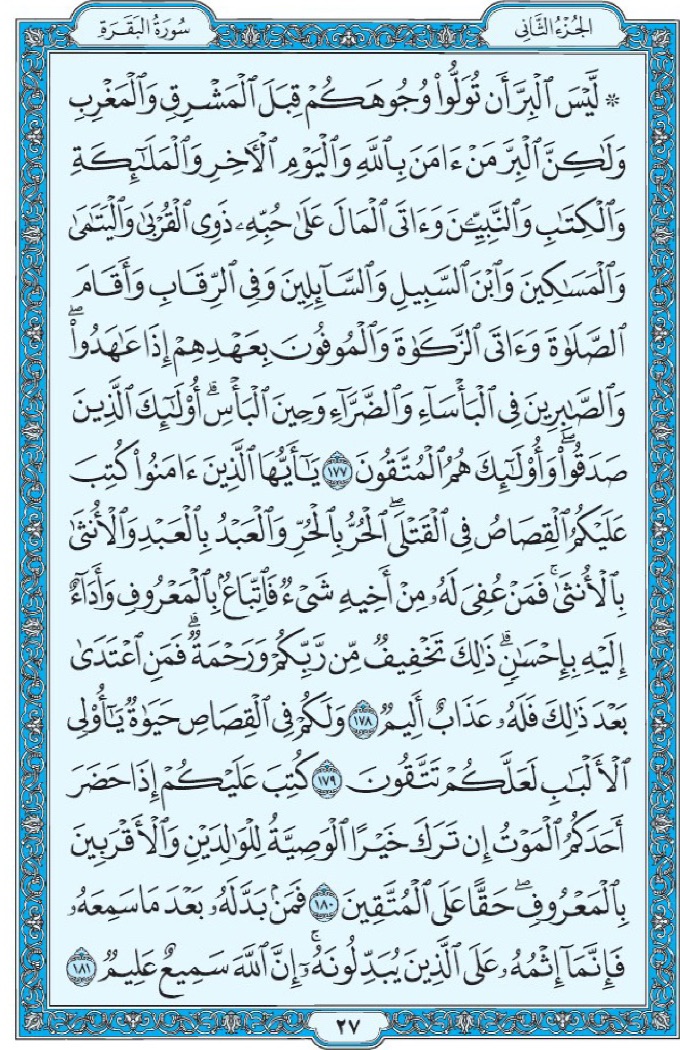 الجُزْءُ الثَّانِي
سُورَةُ البَقَرَةِ
۞ لَّيْسَ ٱلْبِرَّ أَن تُوَلُّوا۟ وُجُوهَكُمْ قِبَلَ ٱلْمَشْرِقِ وَٱلْمَغْرِبِ
وَلَـٰكِنَّ ٱلْبِرَّ مَنْ ءَامَنَ بِٱللَّهِ وَٱلْيَوْمِ ٱلْـَٔاخِرِ وَٱلْمَلَـٰٓئِكَةِ
وَٱلْكِتَـٰبِ وَٱلنَّبِيِّـۧنَ وَءَاتَى ٱلْمَالَ عَلَىٰ حُبِّهِۦ ذَوِى ٱلْقُرْبَىٰ وَٱلْيَتَـٰمَىٰ
وَٱلْمَسَـٰكِينَ وَٱبْنَ ٱلسَّبِيلِ وَٱلسَّآئِلِينَ وَفِى ٱلرِّقَابِ وَأَقَامَ
ٱلصَّلَوٰةَ وَءَاتَى ٱلزَّكَوٰةَ وَٱلْمُوفُونَ بِعَهْدِهِمْ إِذَا عَـٰهَدُوا۟ ۖ
وَٱلصَّـٰبِرِينَ فِى ٱلْبَأْسَآءِ وَٱلضَّرَّآءِ وَحِينَ ٱلْبَأْسِ ۗ أُو۟لَـٰٓئِكَ ٱلَّذِينَ
صَدَقُوا۟ ۖ وَأُو۟لَـٰٓئِكَ هُمُ ٱلْمُتَّقُونَ ١٧٧ يَـٰٓأَيُّهَا ٱلَّذِينَ ءَامَنُوا۟ كُتِبَ
عَلَيْكُمُ ٱلْقِصَاصُ فِى ٱلْقَتْلَى ۖ ٱلْحُرُّ بِٱلْحُرِّ وَٱلْعَبْدُ بِٱلْعَبْدِ وَٱلْأُنثَىٰ
بِٱلْأُنثَىٰ ۚ فَمَنْ عُفِىَ لَهُۥ مِنْ أَخِيهِ شَىْءٌ فَٱتِّبَاعٌۢ بِٱلْمَعْرُوفِ وَأَدَآءٌ
إِلَيْهِ بِإِحْسَـٰنٍ ۗ ذَٰلِكَ تَخْفِيفٌ مِّن رَّبِّكُمْ وَرَحْمَةٌ ۗ فَمَنِ ٱعْتَدَىٰ
بَعْدَ ذَٰلِكَ فَلَهُۥ عَذَابٌ أَلِيمٌ ١٧٨ وَلَكُمْ فِى ٱلْقِصَاصِ حَيَوٰةٌ يَـٰٓأُو۟لِى
ٱلْأَلْبَـٰبِ لَعَلَّكُمْ تَتَّقُونَ ١٧٩ كُتِبَ عَلَيْكُمْ إِذَا حَضَرَ
أَحَدَكُمُ ٱلْمَوْتُ إِن تَرَكَ خَيْرًا ٱلْوَصِيَّةُ لِلْوَٰلِدَيْنِ وَٱلْأَقْرَبِينَ
بِٱلْمَعْرُوفِ ۖ حَقًّا عَلَى ٱلْمُتَّقِينَ ١٨٠ فَمَنۢ بَدَّلَهُۥ بَعْدَ مَا سَمِعَهُۥ
فَإِنَّمَآ إِثْمُهُۥ عَلَى ٱلَّذِينَ يُبَدِّلُونَهُۥٓ ۚ إِنَّ ٱللَّهَ سَمِيعٌ عَلِيمٌ ١٨١
٢٧